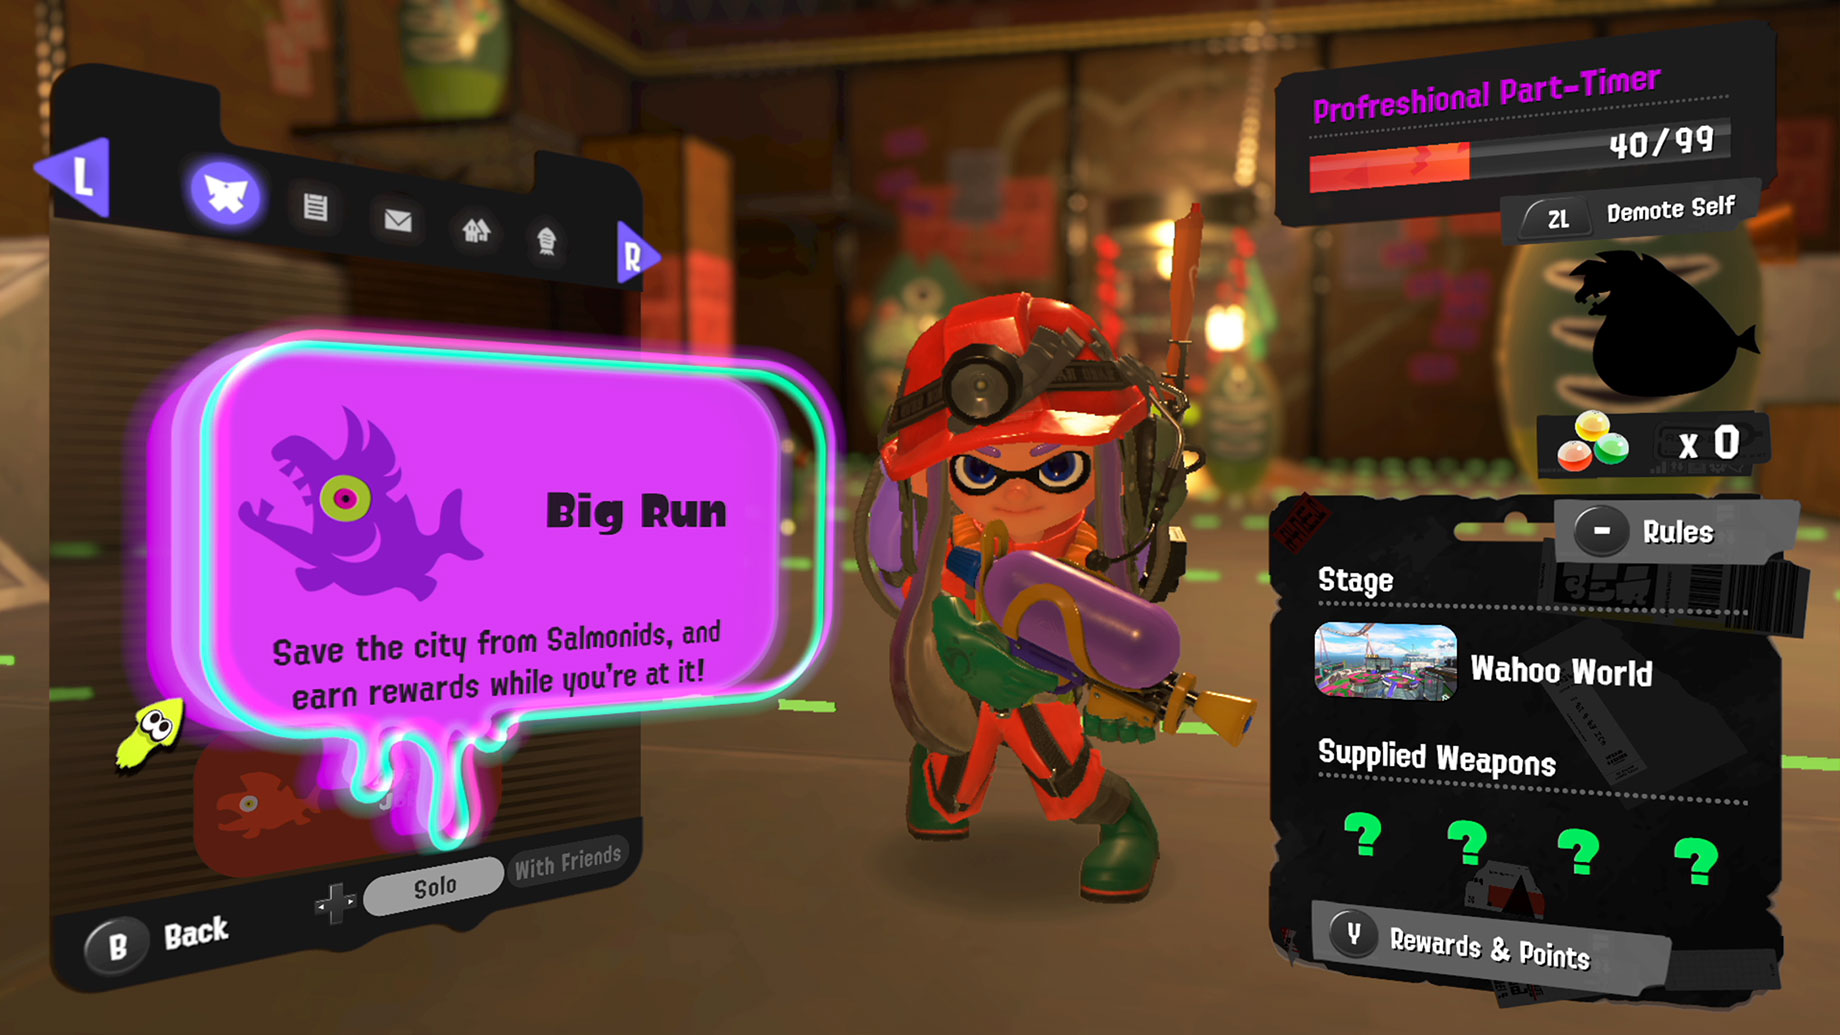 L
R
Big Run
Save the city from Salmonids, and
earn rewards while you're at it!
Solo
With Friends
B Back
Profreshional Part-Timer
40/99
ZL Demote Self
x 0
- Rules
Stage
Wahoo World
Supplied Weapons
? ? ? ?
Y Rewards & Points